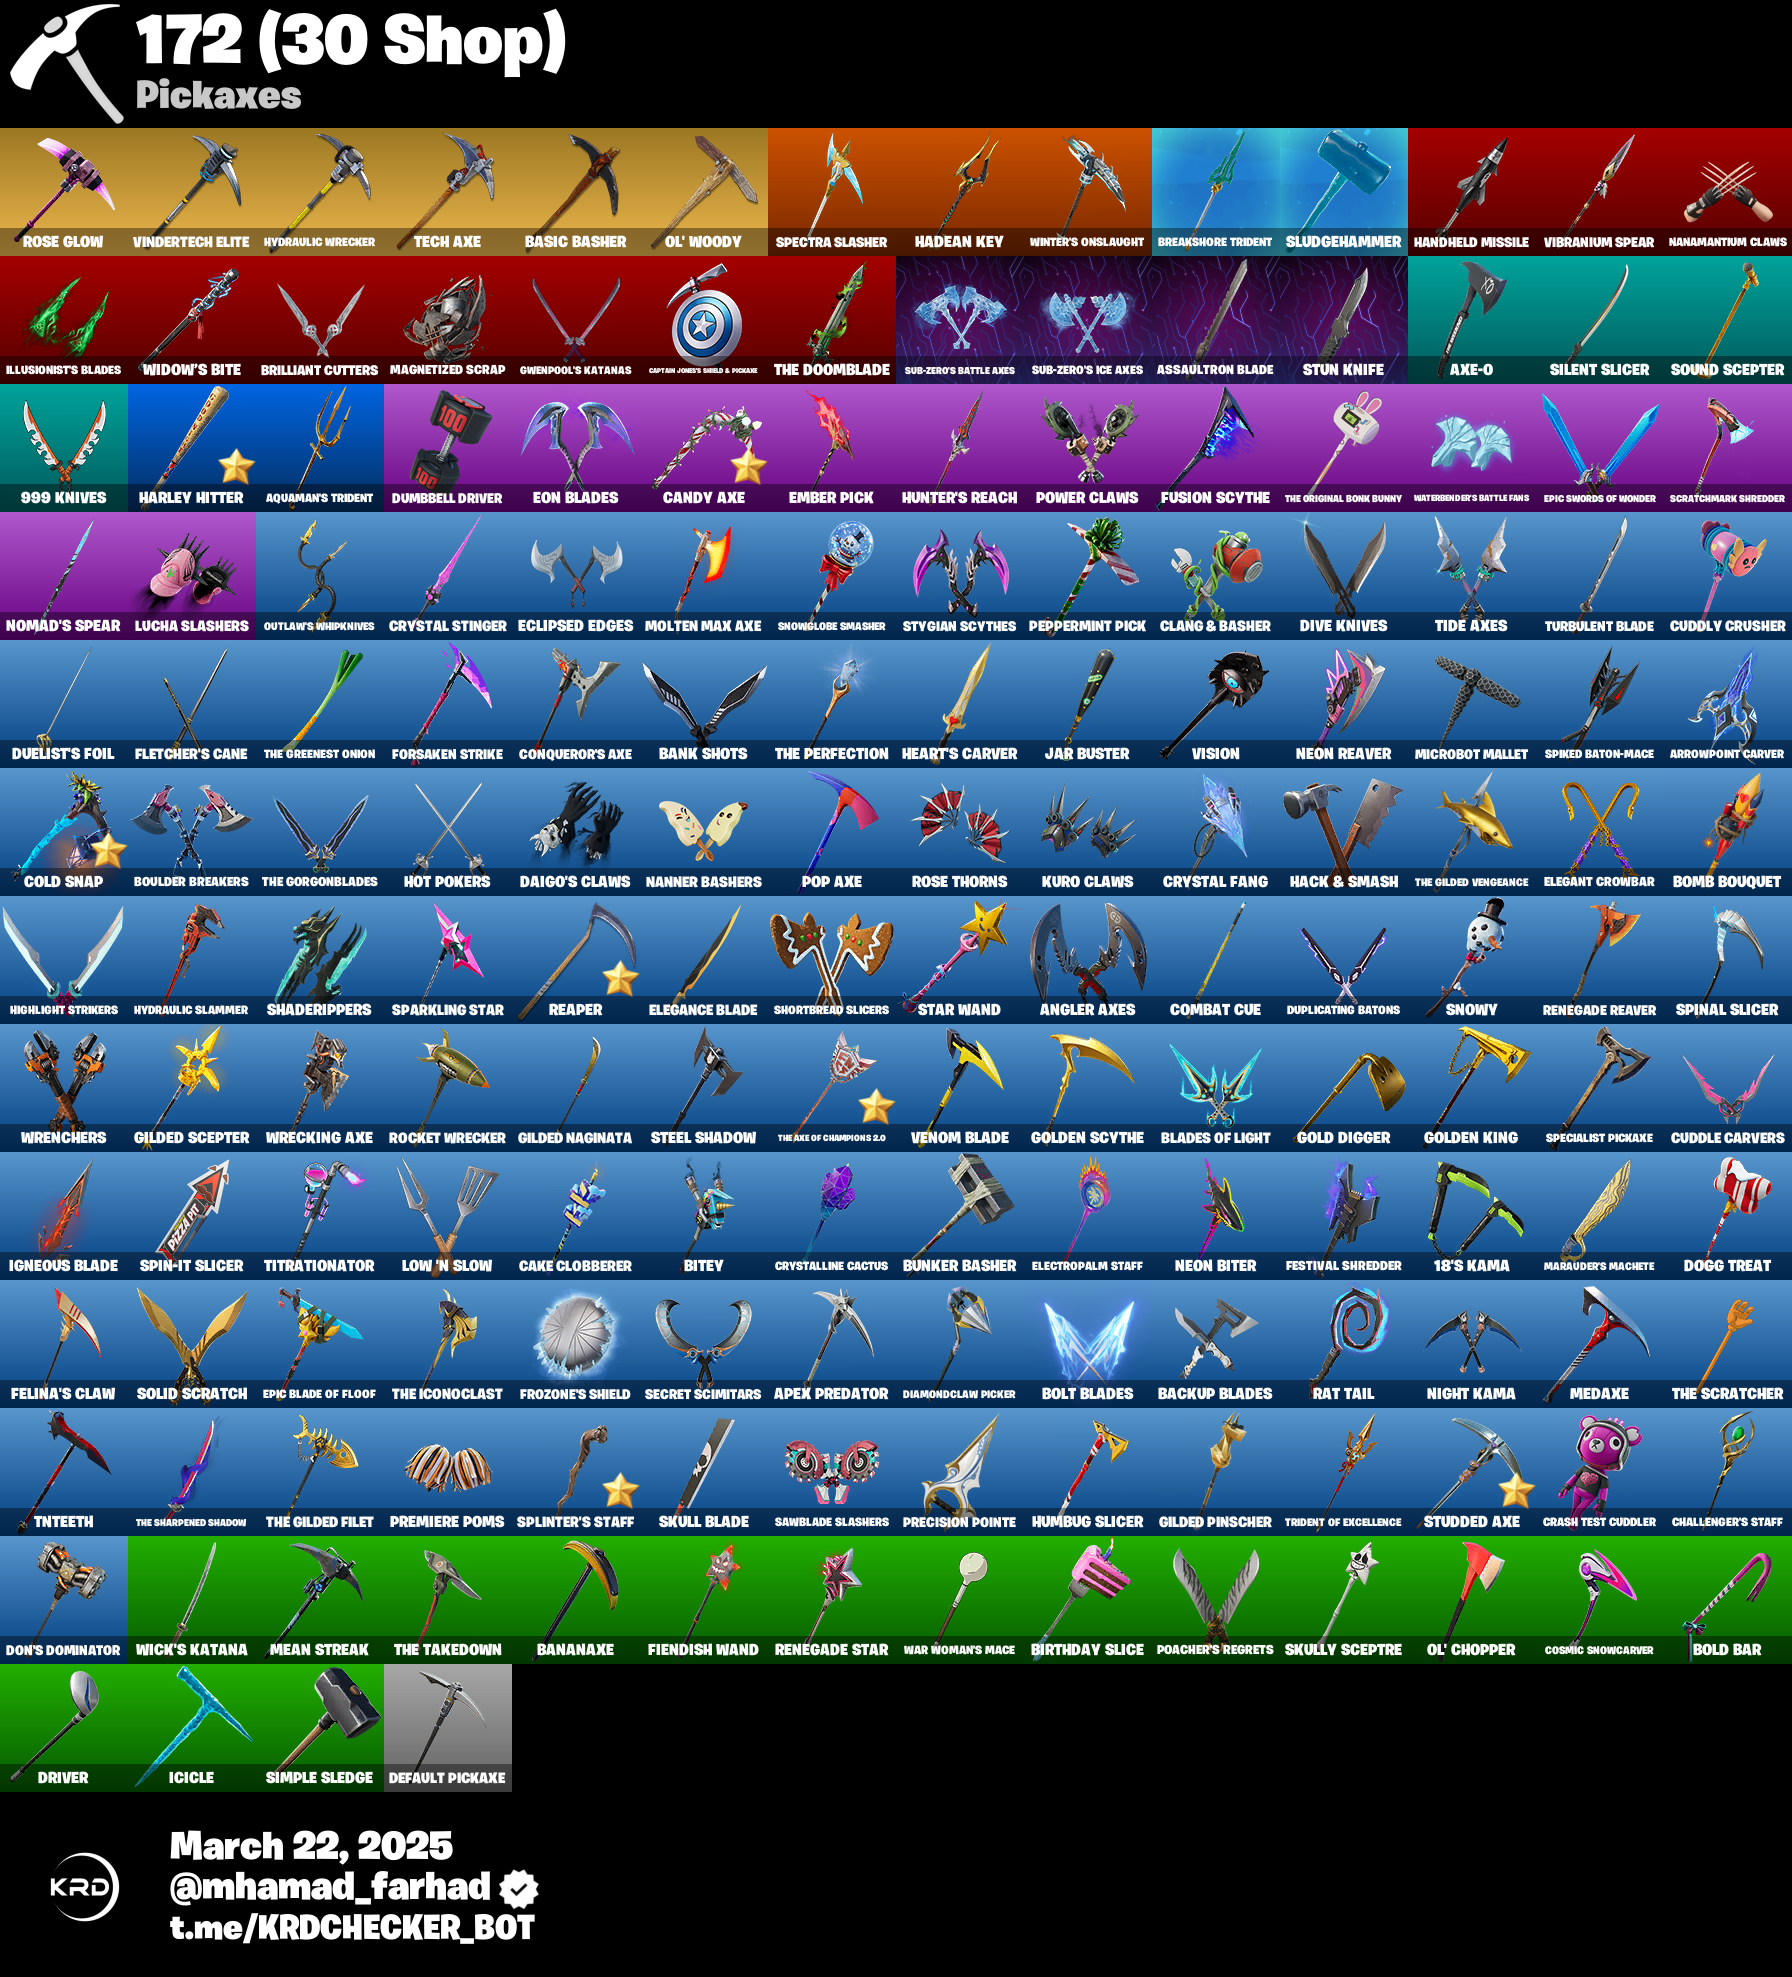 172 (30 Shop)
Pickaxes
ROSE GLOW VINDERTECH ELITE HYDRAULIC WRECKER TECH AXE BASIC BASHER OL' WOODY SPECTRA SLASHER HADEAN KEY WINTER'S ONSLAUGHT BREAKSHORE TRIDENT SLUDGEHAMMER HANDHELD MISSILE VIBRANIUM SPEAR NANAMANTIUM CLAWS
ILLUSIONIST'S BLADES WIDOW'S BITE BRILLIANT CUTTERS MAGNETIZED SCRAP GWENPOOL'S KATANAS CAPTAIN JONES'S SHIELD & PICKAXE THE DOOMBLADE SUB-ZERO'S BATTLE AXES SUB-ZERO'S ICE AXES ASSAULTRON BLADE STUN KNIFE AXE-O SILENT SLICER SOUND SCEPTER
999 KNIVES HARLEY HITTER AQUAMAN'S TRIDENT DUMBBELL DRIVER EON BLADES CANDY AXE EMBER PICK HUNTER'S REACH POWER CLAWS FUSION SCYTHE THE ORIGINAL BONK BUNNY WATERBENDER'S BATTLE FANS EPIC SWORDS OF WONDER SCRATCHMARK SHREDDER
NOMAD'S SPEAR LUCHA SLASHERS OUTLAW'S WHIPKNIVES CRYSTAL STINGER ECLIPSED EDGES MOLTEN MAX AXE SNOWGLOBE SMASHER STYGIAN SCYTHES PEPPERMINT PICK CLANG & BASHER DIVE KNIVES TIDE AXES TURBULENT BLADE CUDDLY CRUSHER
DUELIST'S FOIL FLETCHER'S CANE THE GREENEST ONION FORSAKEN STRIKE CONQUEROR'S AXE BANK SHOTS THE PERFECTION HEART'S CARVER JAR BUSTER VISION NEON REAVER MICROBOT MALLET SPIKED BATON-MACE ARROWPOINT CARVER
COLD SNAP BOULDER BREAKERS THE GORGONBLADES HOT POKERS DAIGO'S CLAWS NANNER BASHERS POP AXE ROSE THORNS KURO CLAWS CRYSTAL FANG HACK & SMASH THE GILDED VENGEANCE ELEGANT CROWBAR BOMB BOUQUET
HIGHLIGHT STRIKERS HYDRAULIC SLAMMER SHADERIPPERS SPARKLING STAR REAPER ELEGANCE BLADE SHORTBREAD SLICERS STAR WAND ANGLER AXES COMBAT CUE DUPLICATING BATONS SNOWY RENEGADE REAVER SPINAL SLICER
WRENCHERS GILDED SCEPTER WRECKING AXE ROCKET WRECKER GILDED NAGINATA STEEL SHADOW THE AXE OF CHAMPIONS 2.0 VENOM BLADE GOLDEN SCYTHE BLADES OF LIGHT GOLD DIGGER GOLDEN KING SPECIALIST PICKAXE CUDDLE CARVERS
IGNEOUS BLADE SPIN-IT SLICER TITRATIONATOR LOW 'N SLOW CAKE CLOBBERER BITEY CRYSTALLINE CACTUS BUNKER BASHER ELECTROPALM STAFF NEON BITER FESTIVAL SHREDDER 18'S KAMA MARAUDER'S MACHETE DOGG TREAT
FELINA'S CLAW SOLID SCRATCH EPIC BLADE OF FLOOF THE ICONOCLAST FROZONE'S SHIELD SECRET SCIMITARS APEX PREDATOR DIAMONDCLAW PICKER BOLT BLADES BACKUP BLADES RAT TAIL NIGHT KAMA MEDAXE THE SCRATCHER
TNTEETH THE SHARPENED SHADOW THE GILDED FILET PREMIERE POMS SPLINTER'S STAFF SKULL BLADE SAWBLADE SLASHERS PRECISION POINTE HUMBUG SLICER GILDED PINSCHER TRIDENT OF EXCELLENCE STUDDED AXE CRASH TEST CUDDLER CHALLENGER'S STAFF
DON'S DOMINATOR WICK'S KATANA MEAN STREAK THE TAKEDOWN BANANAXE FIENDISH WAND RENEGADE STAR WAR WOMAN'S MACE BIRTHDAY SLICE POACHER'S REGRETS SKULLY SCEPTRE OL' CHOPPER COSMIC SNOWCARVER BOLD BAR
DRIVER ICICLE SIMPLE SLEDGE DEFAULT PICKAXE
March 22, 2025
KRD @mhamad_farhad
t.me/KRDCHECKER_BOT